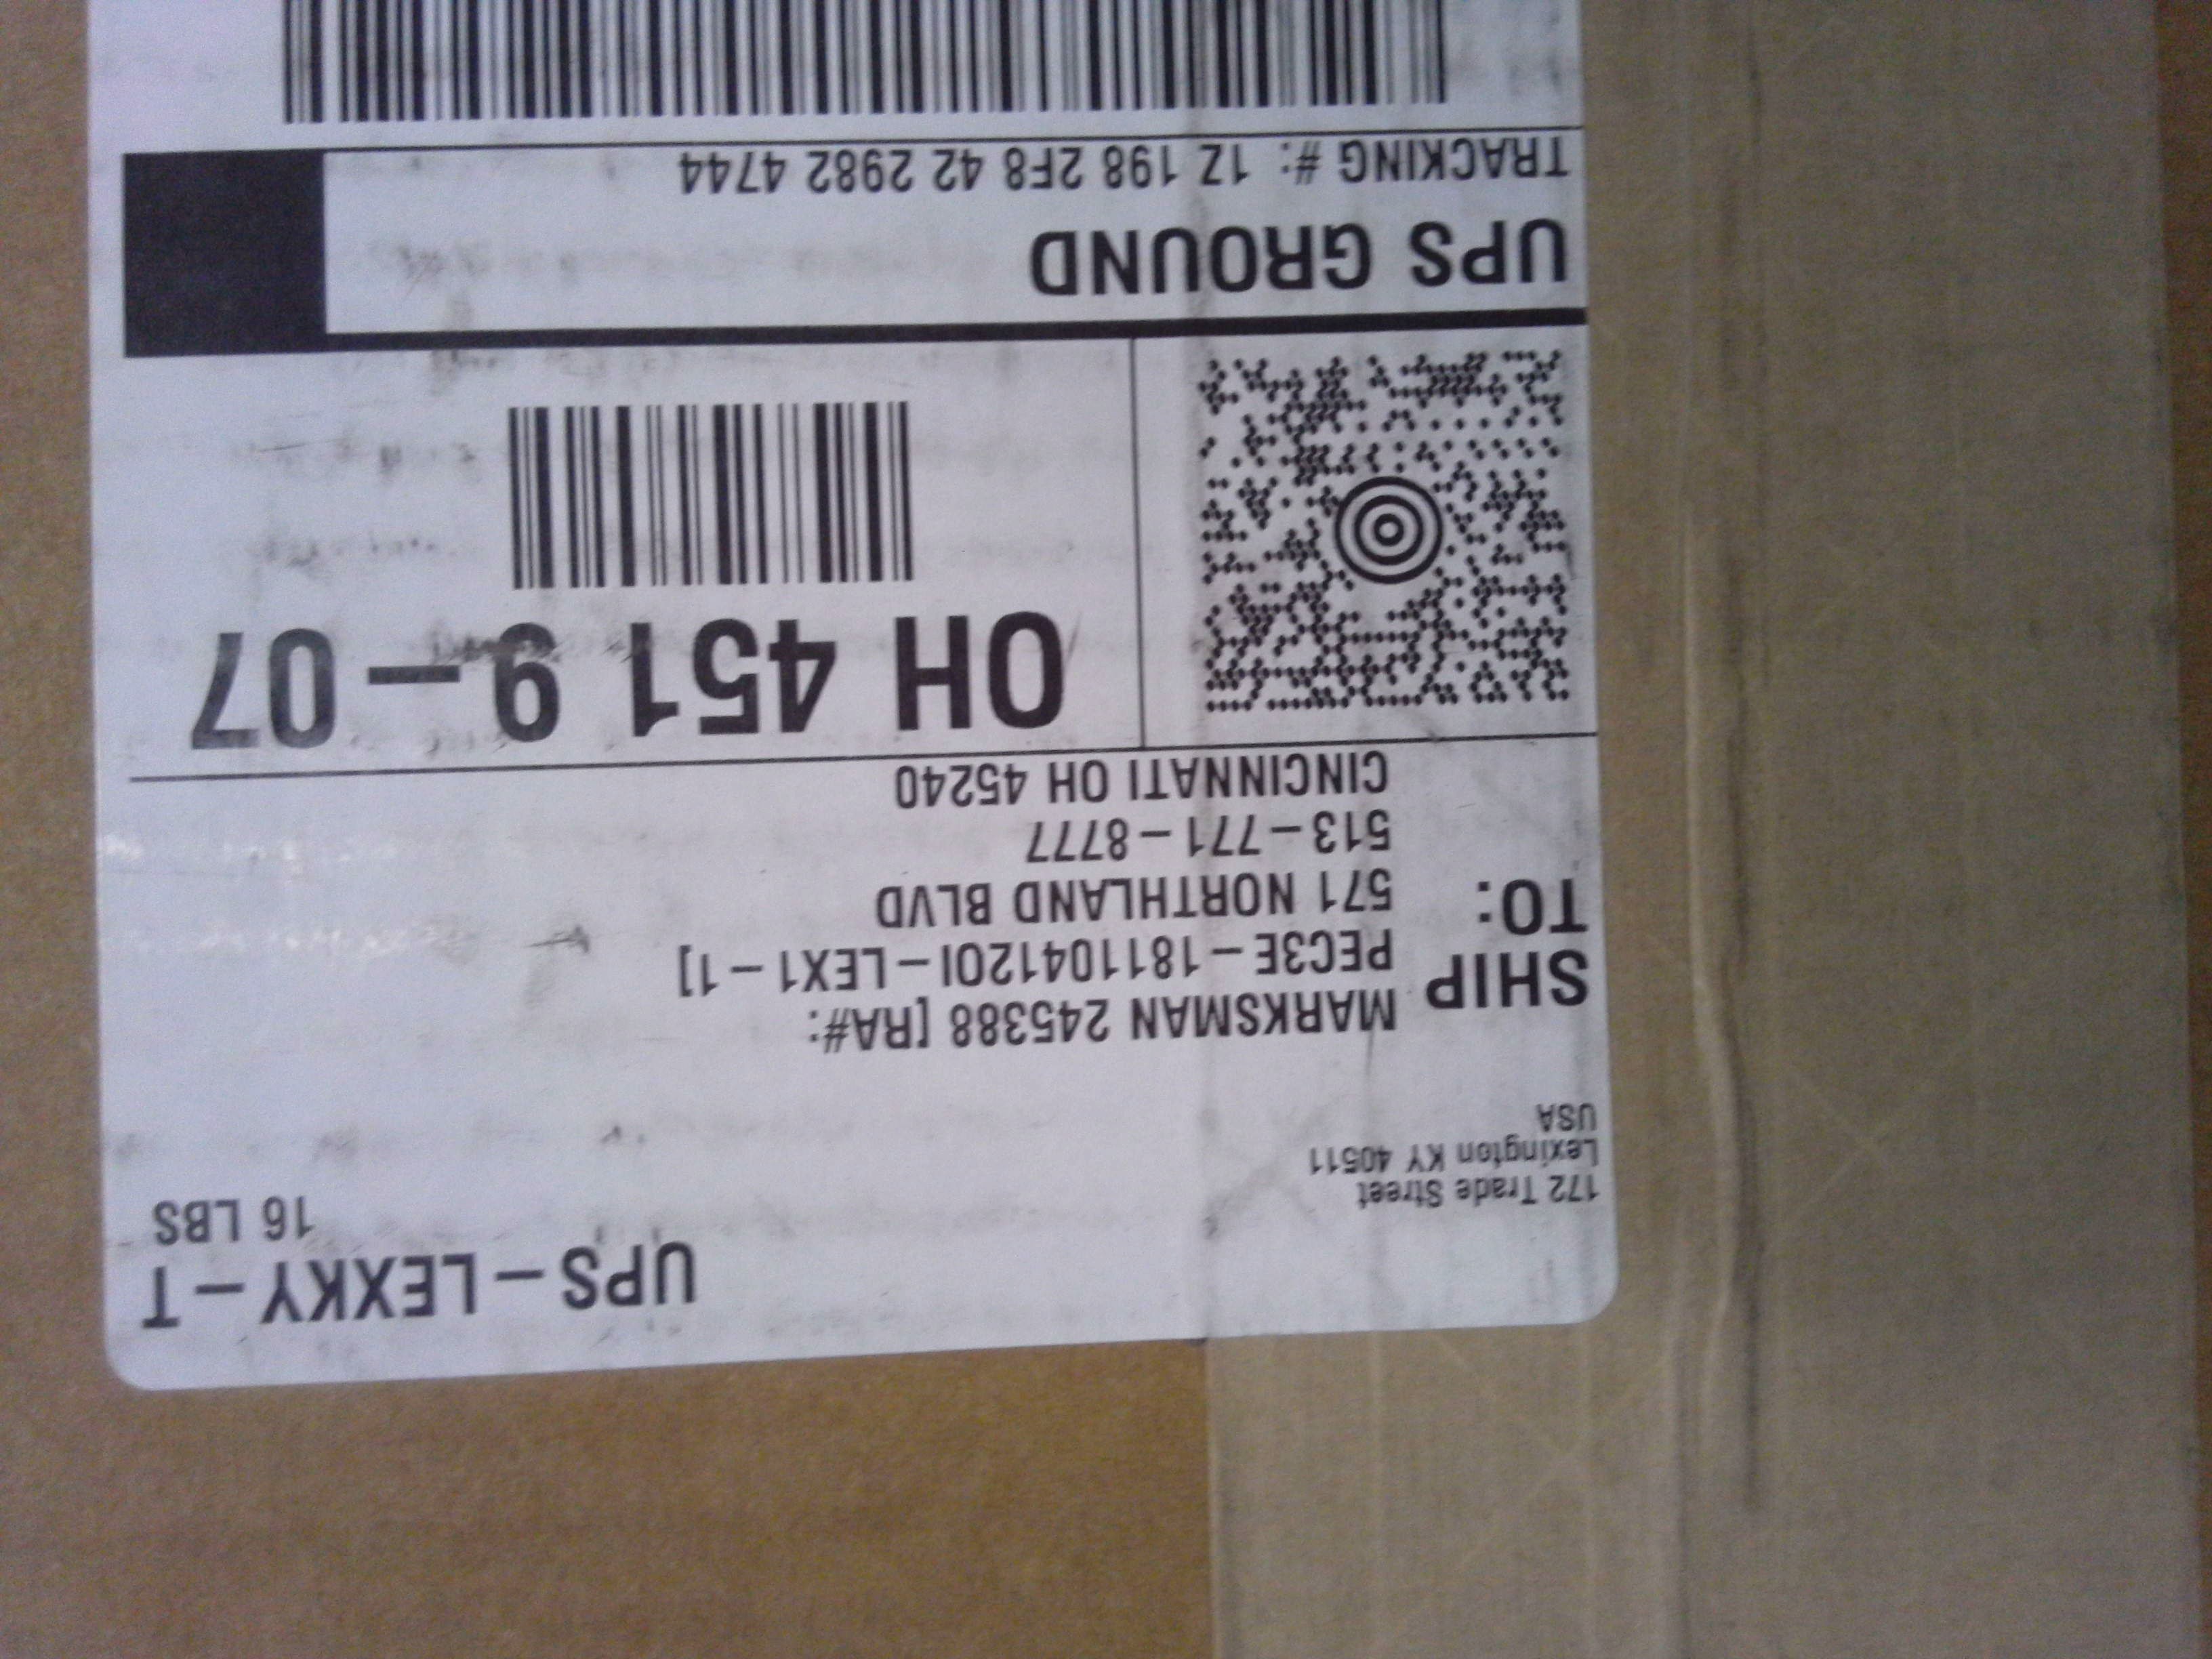 UPS-LEXKY-T
16 LBS
172 Trade Street
Lexington KY 40511
USA
SHIP TO:
MARKSMAN 245388 [RA#:
PEC3E-181104120I-LEX1-1]
571 NORTHLAND BLVD
513-771-8777
CINCINNATI OH 45240
OH 451 9-07
UPS GROUND
TRACKING #: 1Z 198 2F8 42 2982 4744